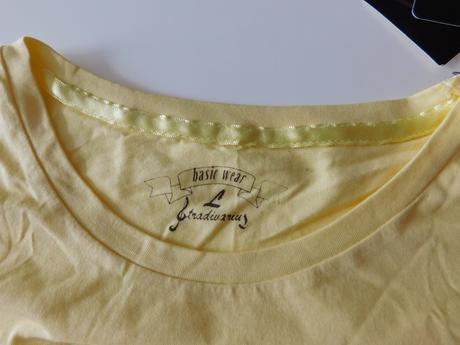 basic wear
L
Stradivarius